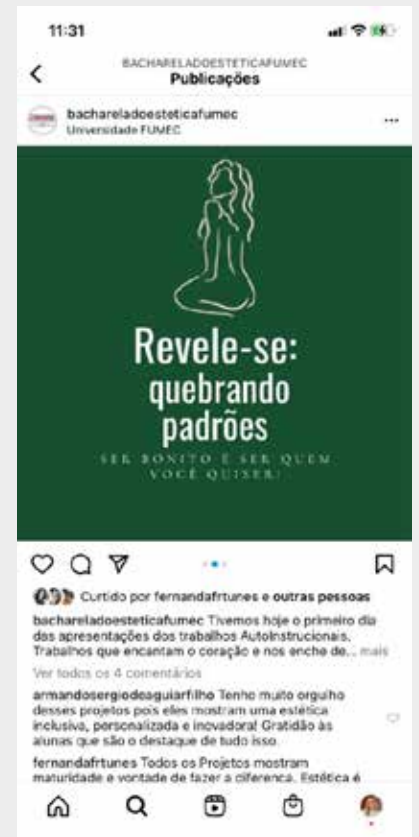 11:31
BACHARELADOESTETICAFUMEC
Publicações
bachareladoesteticafumec
Universidade FUMEC
Revele-se:
quebrando
padrões
SER BONITO É SER QUEM
VOCÊ QUISER!
Curtido por fernandafrtunes e outras pessoas
bachareladoesteticafumec Tivemos hoje o primeiro dia
das apresentações dos trabalhos AutoInstrucionais.
Trabalhos que encantam o coração e nos enche de... mais
Ver todos os 4 comentários
armandosergiodeaguiarfilho Tenho muito orgulho
desses projetos pois eles mostram uma estética
inclusiva, personalizada e inovadora! Gratidão às
alunas que são o destaque de tudo isso
fernandafrtunes Todos os Projetos mostram
maturidade e vontade de fazer a diferença. Estética é